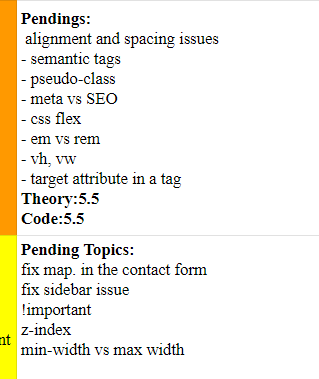 Pendings:
alignment and spacing issues
- semantic tags
- pseudo-class
- meta vs SEO
- css flex
- em vs rem
- vh, vw
- target attribute in a tag
Theory:5.5
Code:5.5
Pending Topics:
fix map. in the contact form
fix sidebar issue
!important
z-index
nt
min-width vs max width